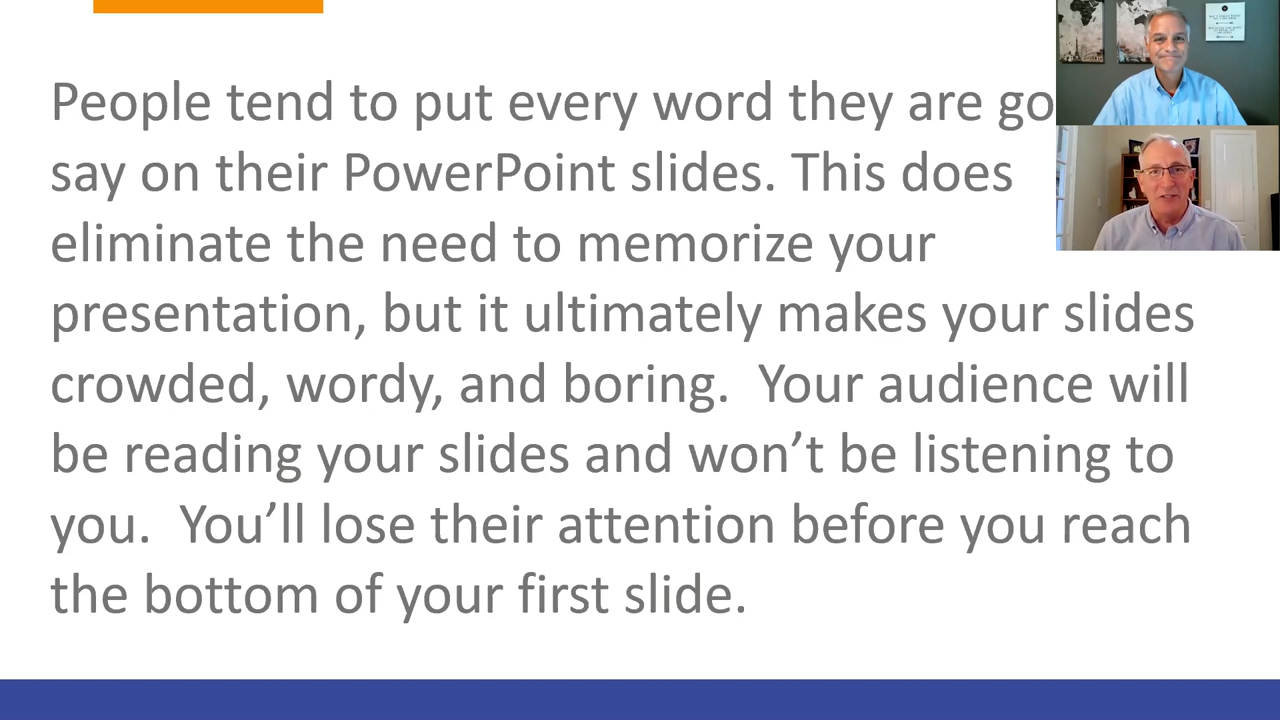 People tend to put every word they are go
say on their PowerPoint slides. This does
eliminate the need to memorize your
presentation, but it ultimately makes your slides
crowded, wordy, and boring.  Your audience will
be reading your slides and won’t be listening to
you.  You’ll lose their attention before you reach
the bottom of your first slide.